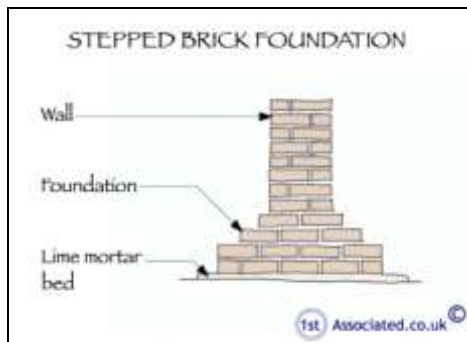 STEPPED BRICK FOUNDATION
Wall
Foundation
Lime mortar
bed
1st Associated.co.uk ©